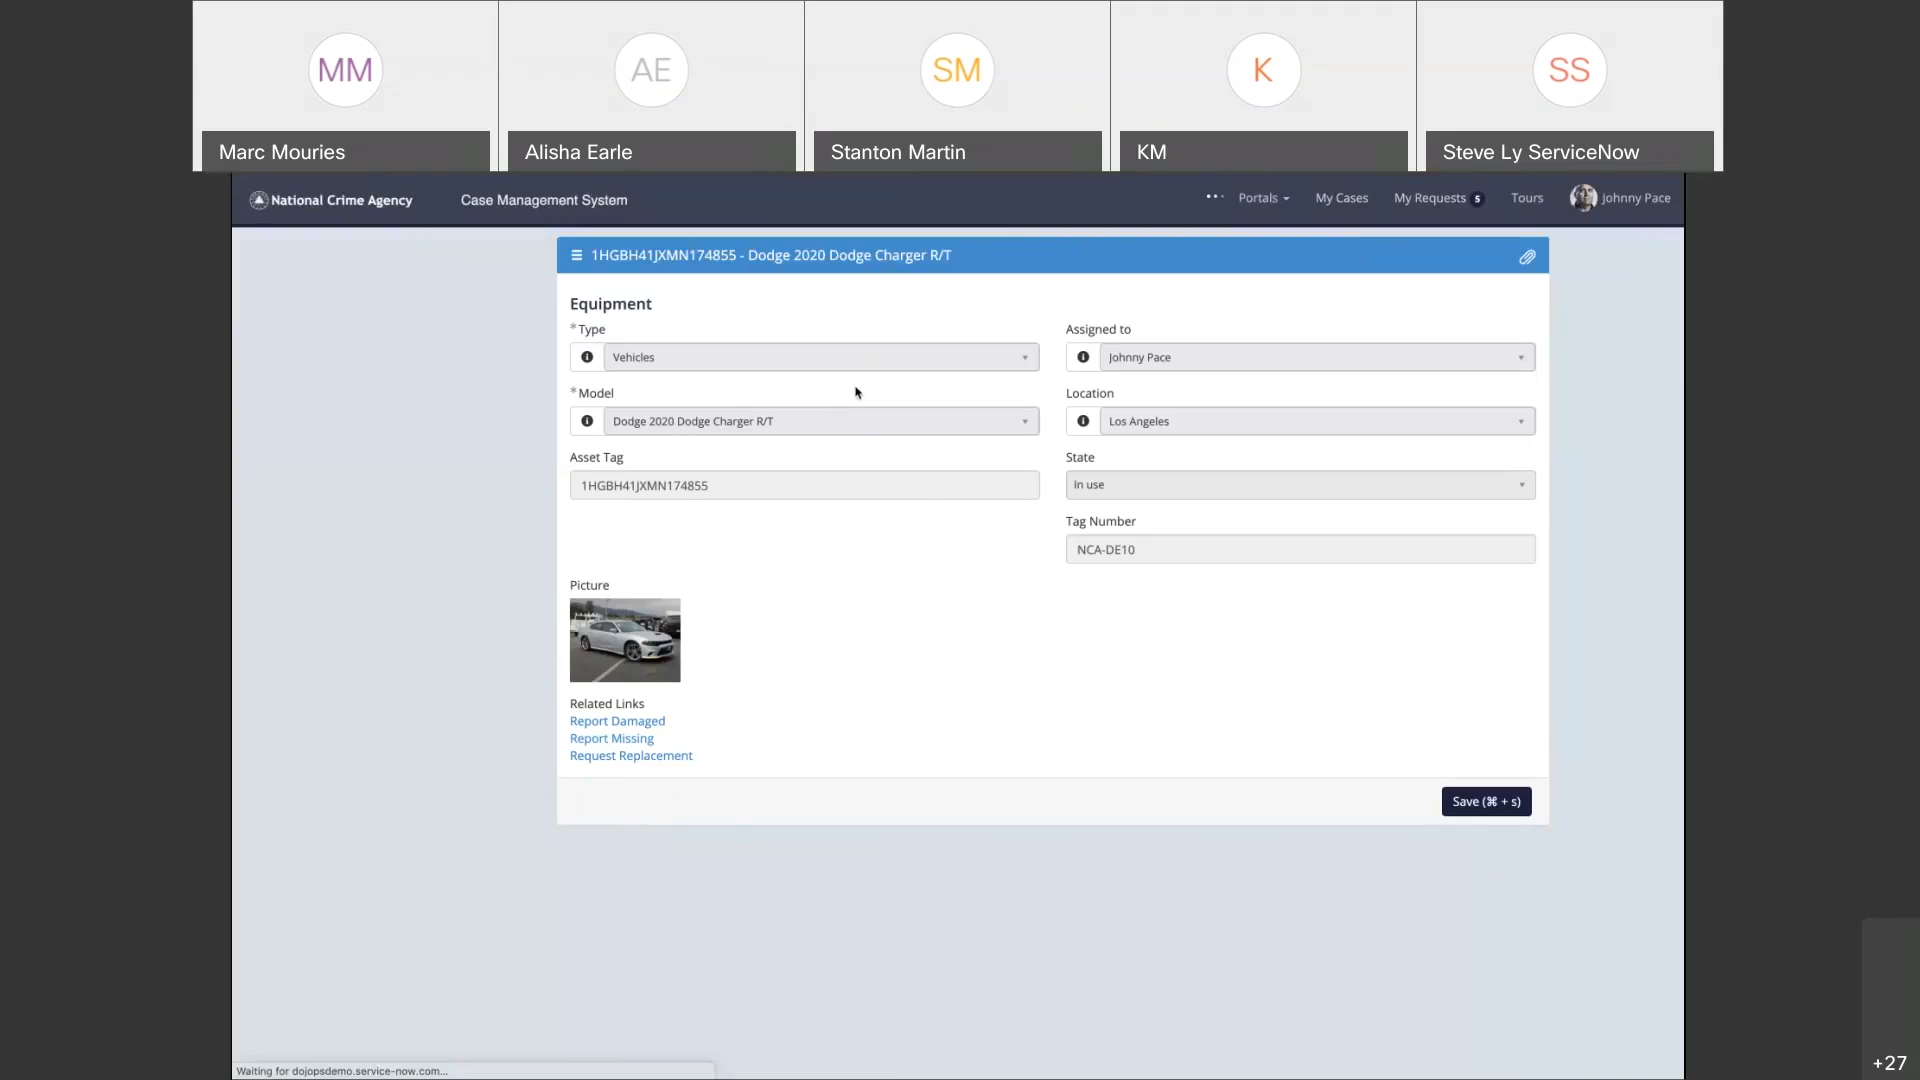 MM
AE
SM
K
SS
Marc Mouries
Alisha Earle
Stanton Martin
KM
Steve Ly ServiceNow
National Crime Agency
Case Management System
Portals
My Cases
My Requests 5
Tours
Johnny Pace
1HGBH41JXMN174855 - Dodge 2020 Dodge Charger R/T
Equipment
*Type
Vehicles
Assigned to
Johnny Pace
*Model
Dodge 2020 Dodge Charger R/T
Location
Los Angeles
Asset Tag
1HGBH41JXMN174855
State
In use
Tag Number
NCA-DE10
Picture
Related Links
Report Damaged
Report Missing
Request Replacement
Save (⌘ + s)
Waiting for dojopsdemo.service-now.com...
+27